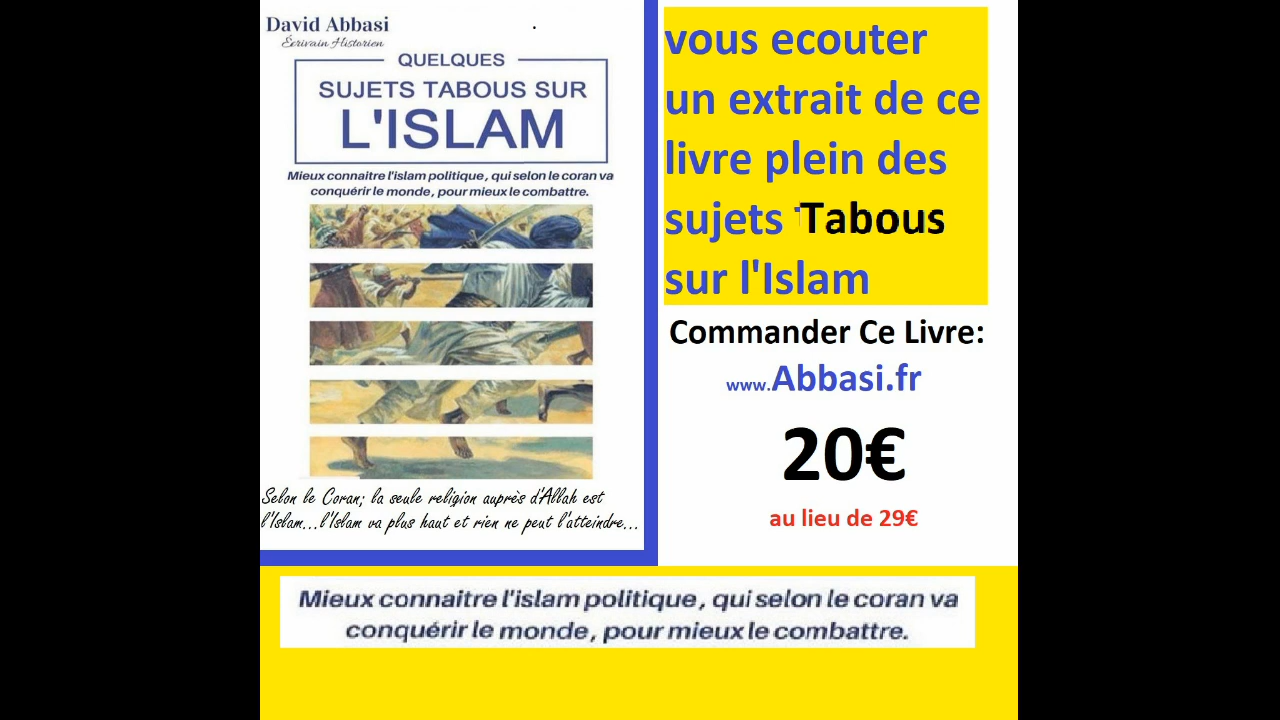 David Abbasi
Écrivain Historien
QUELQUES
SUJETS TABOUS SUR
L'ISLAM
Mieux connaitre l'islam politique, qui selon le coran va
conquérir le monde, pour mieux le combattre.
Selon le Coran; la seule religion auprès d'Allah est
l'Islam...l'Islam va plus haut et rien ne peut l'atteindre...
vous ecouter
un extrait de ce
livre plein des
sujets Tabous
sur l'Islam
Commander Ce Livre:
www.Abbasi.fr
20€
au lieu de 29€
Mieux connaitre l'islam politique, qui selon le coran va
conquérir le monde, pour mieux le combattre.